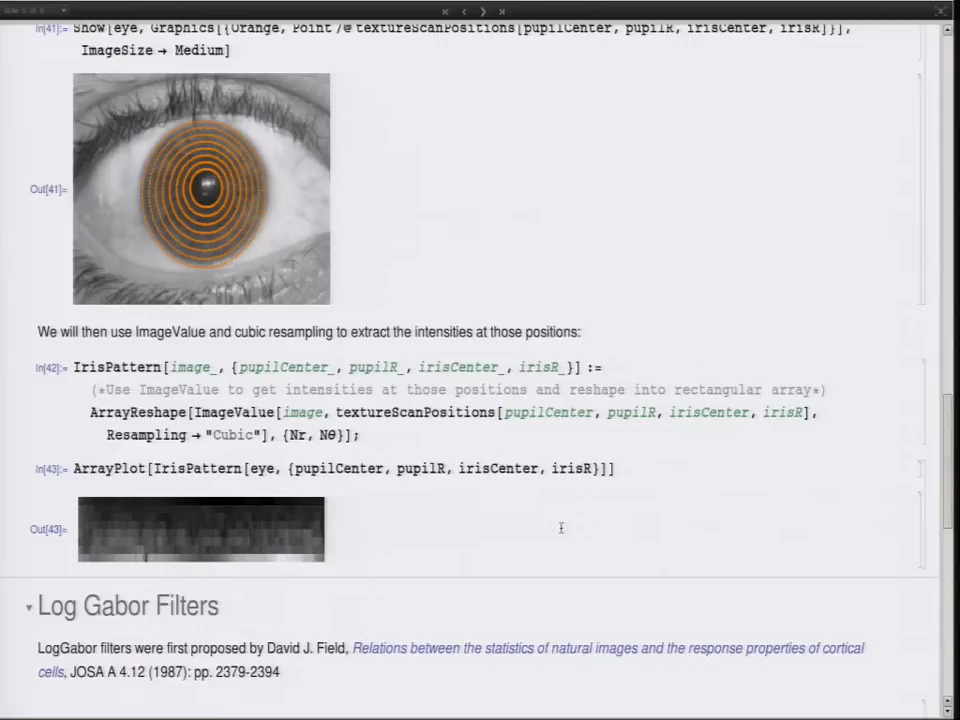 In[41]:= Show[eye, Graphics[{Orange, Point /@ textureScanPositions[pupilCenter, pupilR, irisCenter, irisR]}],
ImageSize → Medium]
Out[41]=
We will then use ImageValue and cubic resampling to extract the intensities at those positions:
In[42]:= IrisPattern[image_, {pupilCenter_, pupilR_, irisCenter_, irisR_}] :=
(*Use ImageValue to get intensities at those positions and reshape into rectangular array*)
ArrayReshape[ImageValue[image, textureScanPositions[pupilCenter, pupilR, irisCenter, irisR],
Resampling → "Cubic"], {Nr, Nθ}];
In[43]:= ArrayPlot[IrisPattern[eye, {pupilCenter, pupilR, irisCenter, irisR}]]
Out[43]=
Log Gabor Filters
LogGabor filters were first proposed by David J. Field, Relations between the statistics of natural images and the response properties of cortical
cells, JOSA A 4.12 (1987): pp. 2379-2394